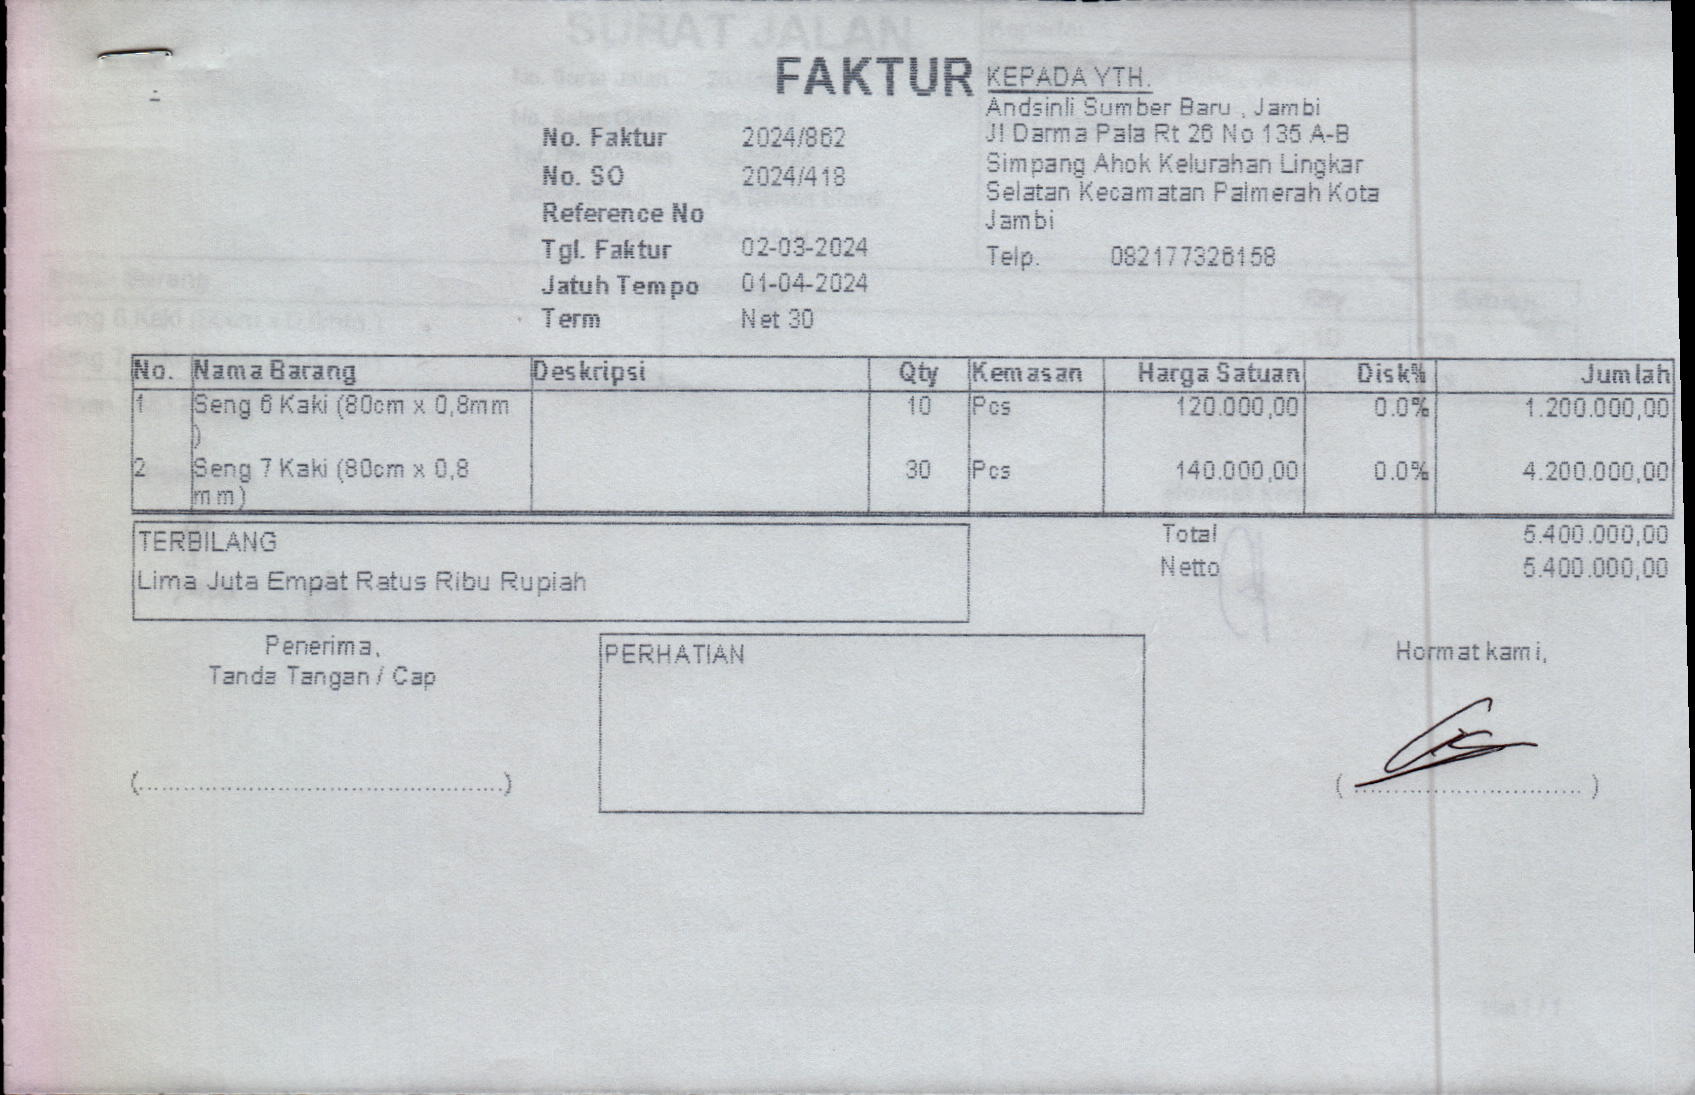 FAKTUR
No. Faktur 2024/862
No. SO 2024/418
Reference No
Tgl. Faktur 02-03-2024
Jatuh Tempo 01-04-2024
Term Net 30
KEPADA YTH.
Andsinli Sumber Baru , Jambi
Jl Darma Pala Rt 26 No 135 A-B
Simpang Ahok Kelurahan Lingkar
Selatan Kecamatan Palmerah Kota
Jambi
Telp. 082177326158
No. Nama Barang Deskripsi Qty Kemasan Harga Satuan Disk% Jumlah
1 Seng 6 Kaki (80cm x 0,8mm 10 Pcs 120.000,00 0.0% 1.200.000,00
)
2 Seng 7 Kaki (80cm x 0,8 30 Pcs 140.000,00 0.0% 4.200.000,00
mm)
TERBILANG
Lima Juta Empat Ratus Ribu Rupiah
Total 5.400.000,00
Netto 5.400.000,00
Penerima,
Tanda Tangan / Cap
PERHATIAN
Hormat kami,
(................................................)
(..............................)